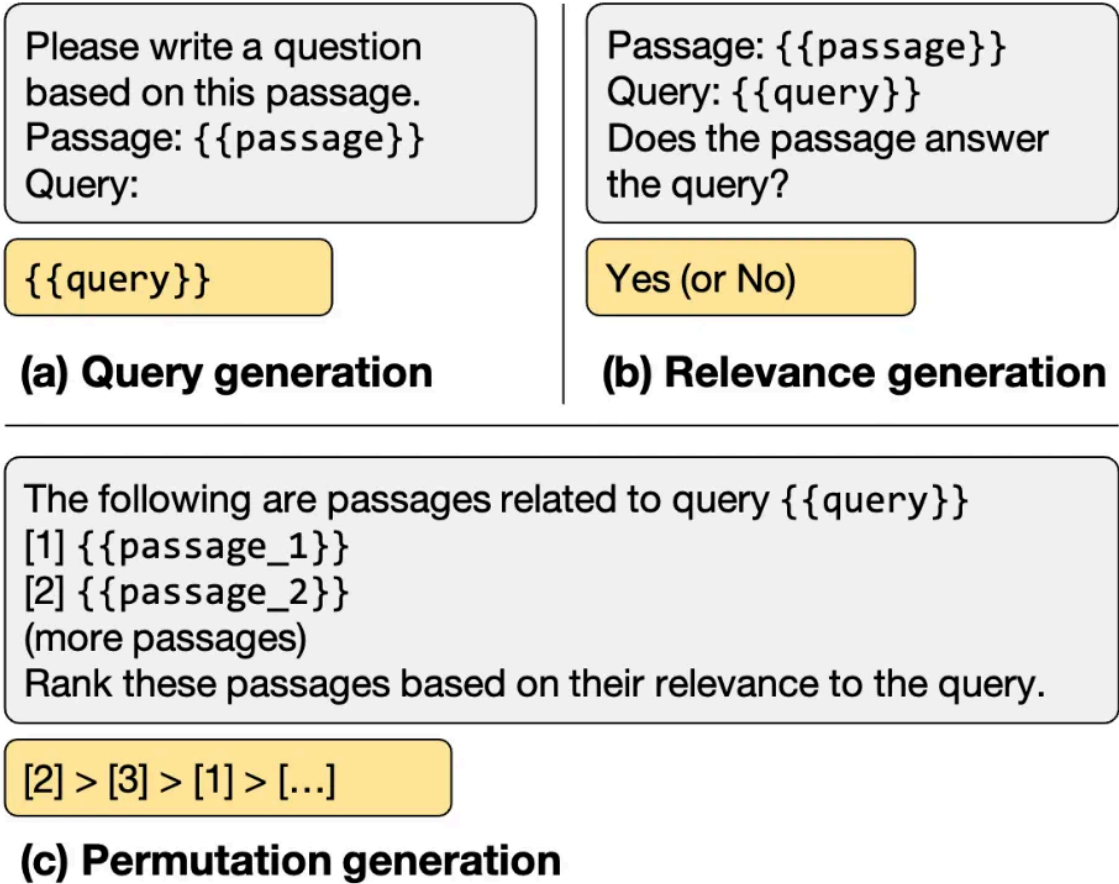 Please write a question
based on this passage.
Passage: {{passage}}
Query:
{{query}}
(a) Query generation
Passage: {{passage}}
Query: {{query}}
Does the passage answer
the query?
Yes (or No)
(b) Relevance generation
The following are passages related to query {{query}}
[1] {{passage_1}}
[2] {{passage_2}}
(more passages)
Rank these passages based on their relevance to the query.
[2] > [3] > [1] > [...]
(c) Permutation generation